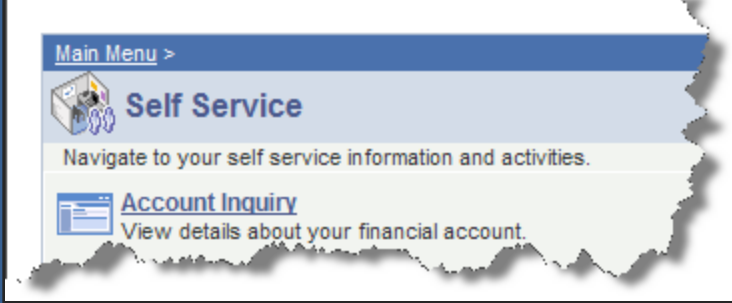 Main Menu >
Self Service
Navigate to your self service information and activities.
Account Inquiry
View details about your financial account.